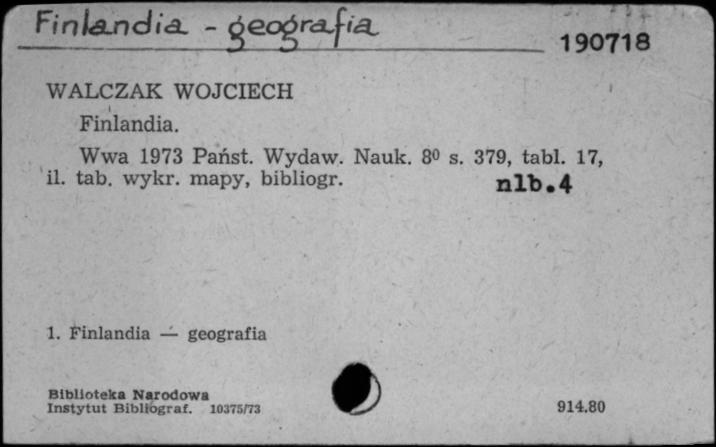 Finlandia - geografia
190718
WALCZAK WOJCIECH
Finlandia.
Wwa 1973 Państ. Wydaw. Nauk. 8⁰ s. 379, tabl. 17,
il. tab. wykr. mapy, bibliogr. nlb.4
1. Finlandia — geografia
Biblioteka Narodowa
Instytut Bibliograf. 10375/73
914.80